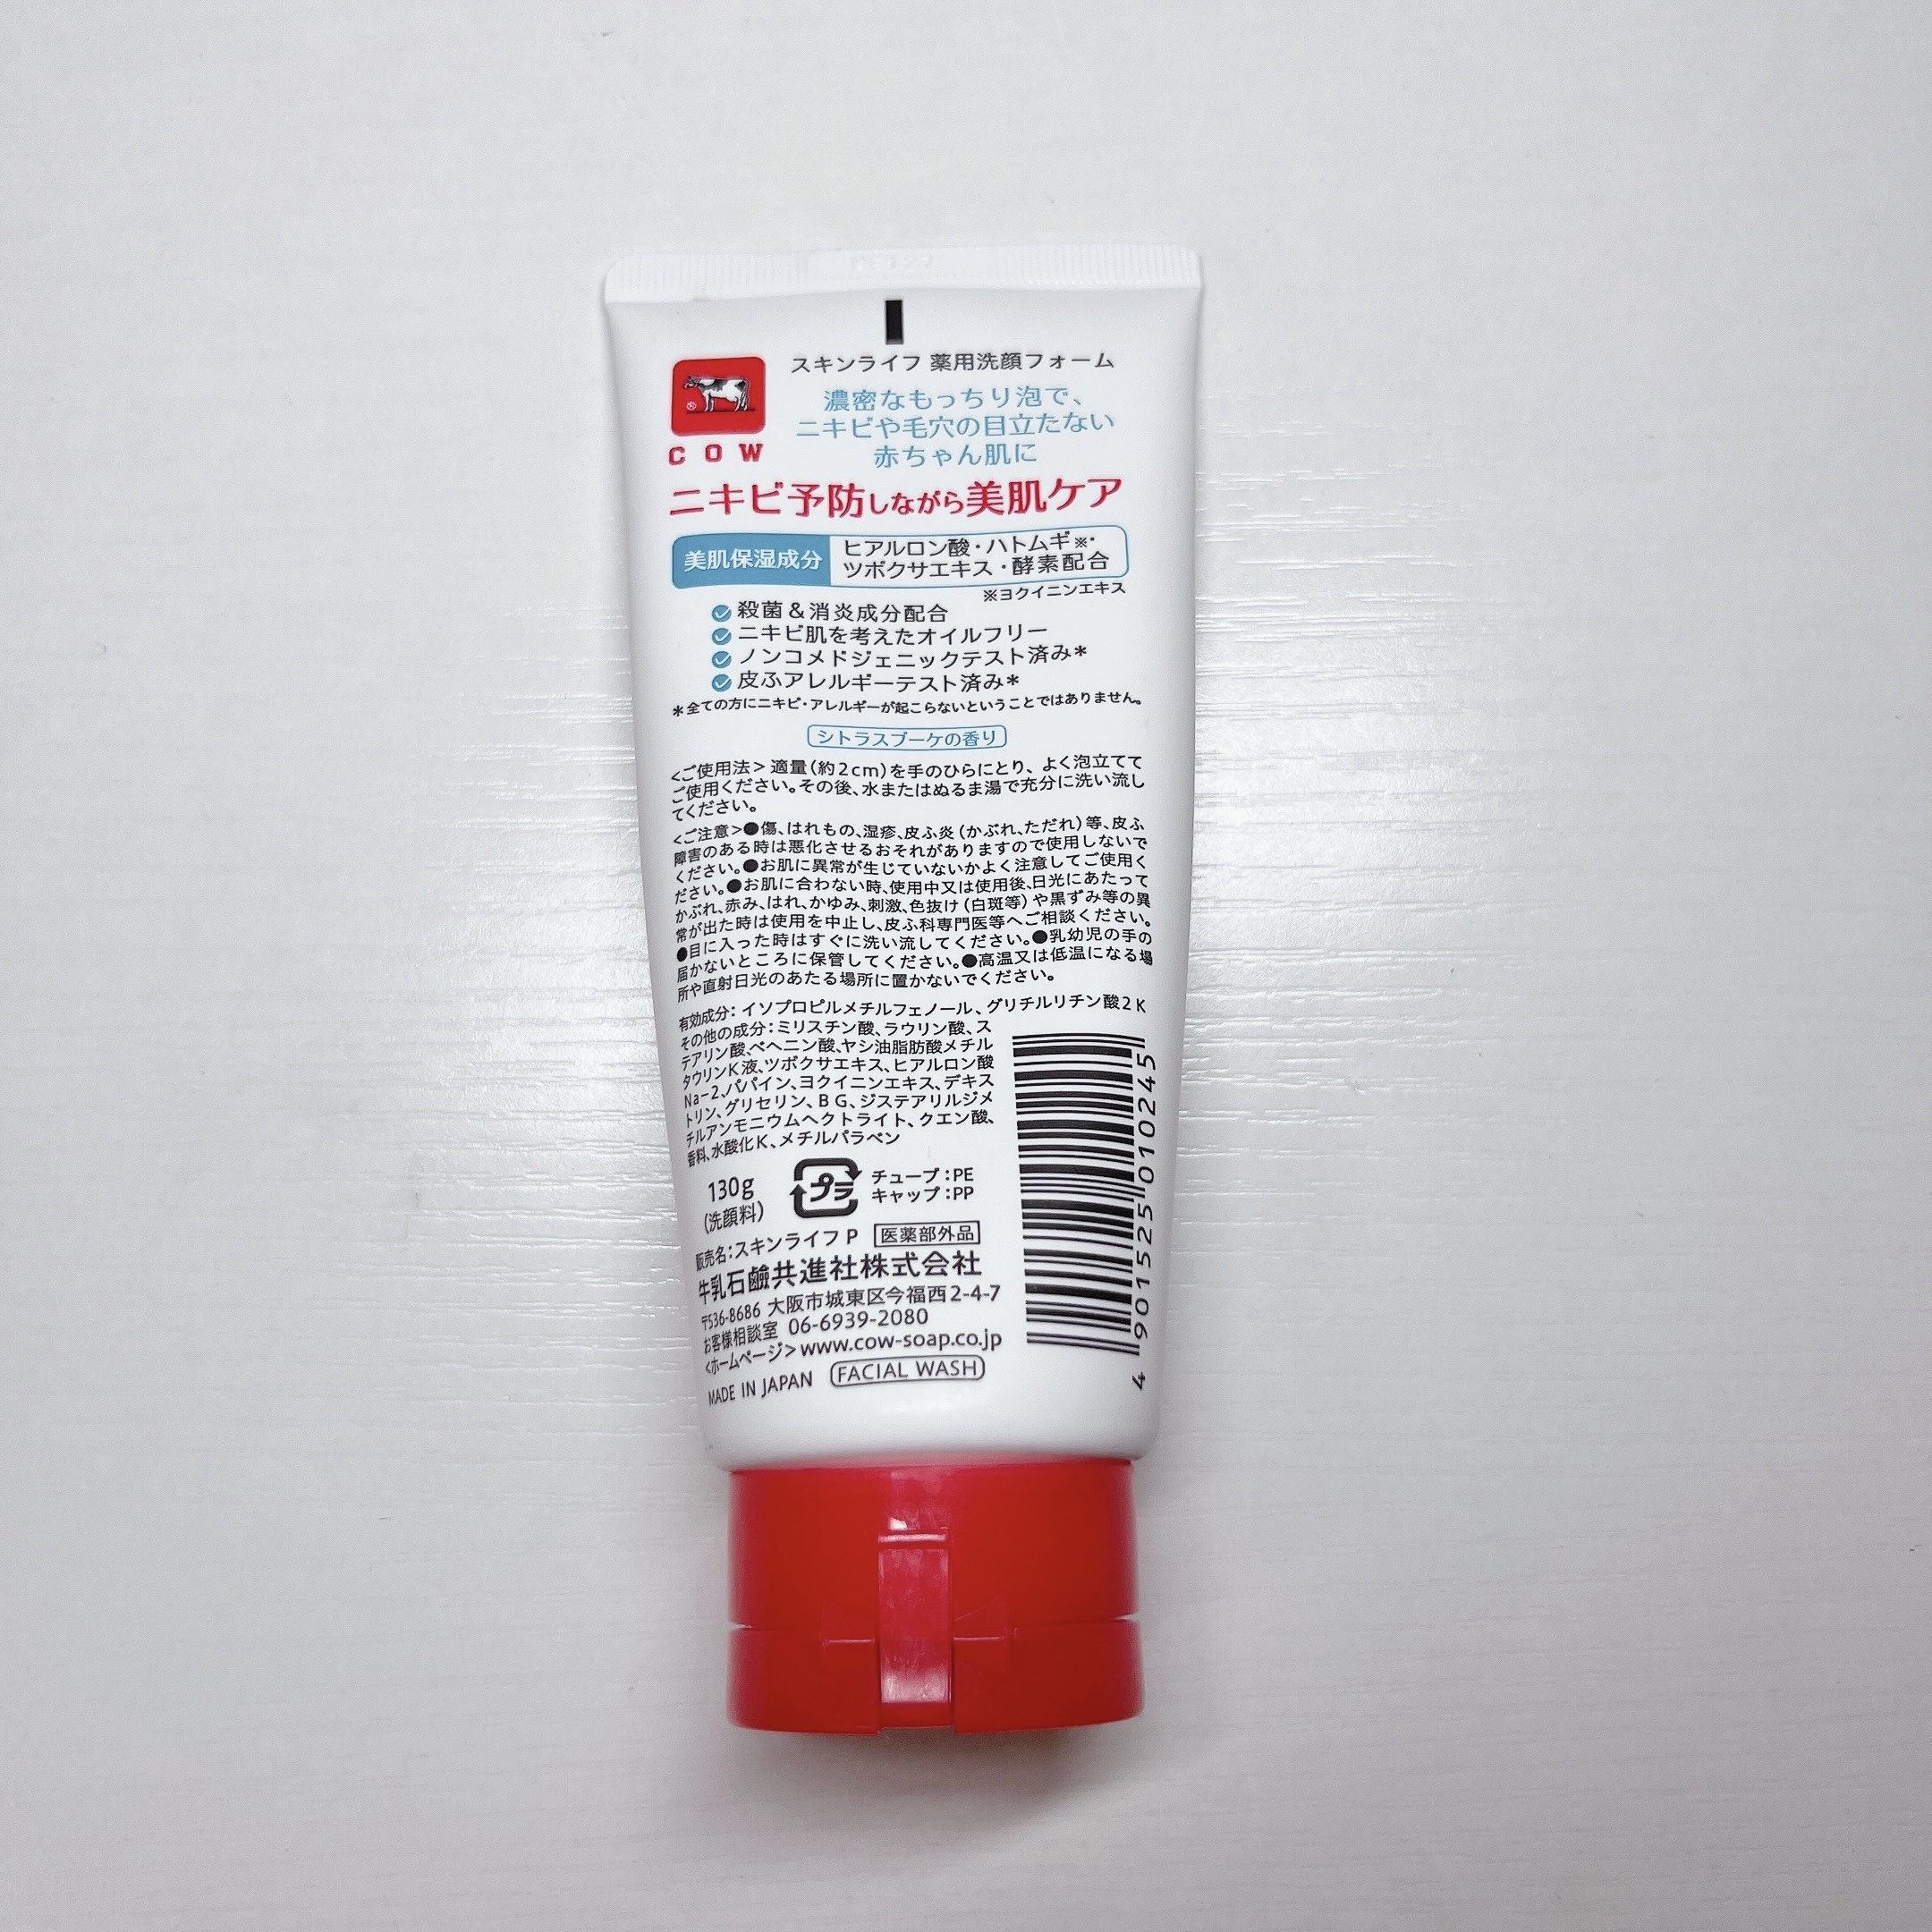 スキンライフ 薬用洗顔フォーム
濃密なもっちり泡で、
ニキビや毛穴の目立たない
赤ちゃん肌に
COW
ニキビ予防しながら美肌ケア
美肌保湿成分
ヒアルロン酸・ハトムギ※・
ツボクサエキス・酵素配合
※ヨクイニンエキス
殺菌&消炎成分配合
ニキビ肌を考えたオイルフリー
ノンコメドジェニックテスト済み*
皮ふアレルギーテスト済み*
*全ての方にニキビ・アレルギーが起こらないということではありません。
シトラスブーケの香り
<ご使用法> 適量(約2cm)を手のひらにとり、よく泡立てて
ご使用ください。その後、水またはぬるま湯で充分に洗い流し
てください。
<ご注意>●傷、はれもの、湿疹、皮ふ炎(かぶれ、ただれ)等、皮ふ
障害のある時は悪化させるおそれがありますので使用しないで
ください。●お肌に異常が生じていないかよく注意してご使用く
ださい。●お肌に合わない時、使用中又は使用後、日光にあたって
かぶれ、赤み、はれ、かゆみ、刺激、色抜け(白斑等)や黒ずみ等の異
常が出た時は使用を中止し、皮ふ科専門医等へご相談ください。
●目に入った時はすぐに洗い流してください。●乳幼児の手の
届かないところに保管してください。●高温又は低温になる場
所や直射日光のあたる場所に置かないでください。
有効成分: イソプロピルメチルフェノール、グリチルリチン酸2K
その他の成分:ミリスチン酸、ラウリン酸、ス
テアリン酸、ベヘニン酸、ヤシ油脂肪酸メチル
タウリンK液、ツボクサエキス、ヒアルロン酸
Na-2、パパイン、ヨクイニンエキス、デキス
トリン、グリセリン、BG、ジステアリルジメ
チルアンモニウムヘクトライト、クエン酸、
香料、水酸化K、メチルパラベン
130g
(洗顔料)
プラ
チューブ:PE
キャップ:PP
販売名:スキンライフP 医薬部外品
牛乳石鹼共進社株式会社
〒536-8686 大阪市城東区今福西2-4-7
お客様相談室 06-6939-2080
<ホームページ>www.cow-soap.co.jp
MADE IN JAPAN FACIAL WASH
4 901525 010245